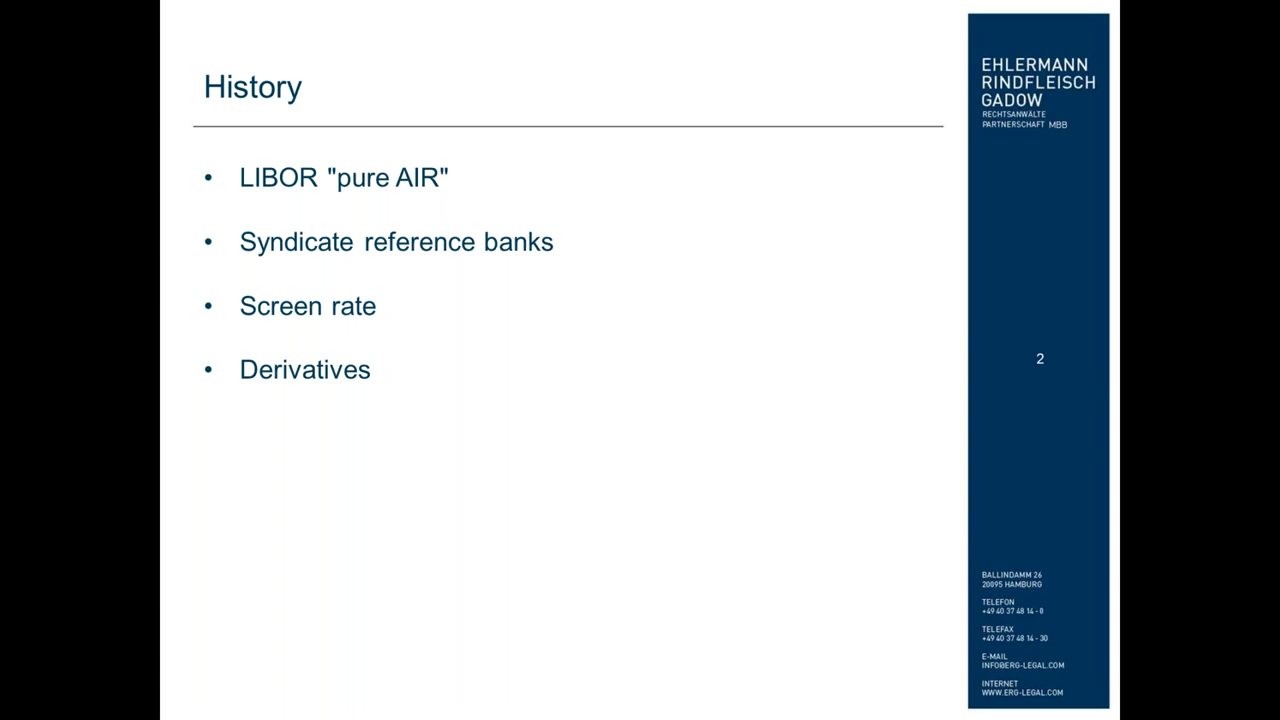 History
• LIBOR "pure AIR"
• Syndicate reference banks
• Screen rate
• Derivatives
EHLERMANN
RINDFLEISCH
GADOW
RECHTSANWÄLTE
PARTNERSCHAFT MBB
2
BALLINDAMM 26
20095 HAMBURG
TELEFON
+49 40 37 48 14 - 0
TELEFAX
+49 40 37 48 14 - 30
E-MAIL
INFO@ERG-LEGAL.COM
INTERNET
WWW.ERG-LEGAL.COM